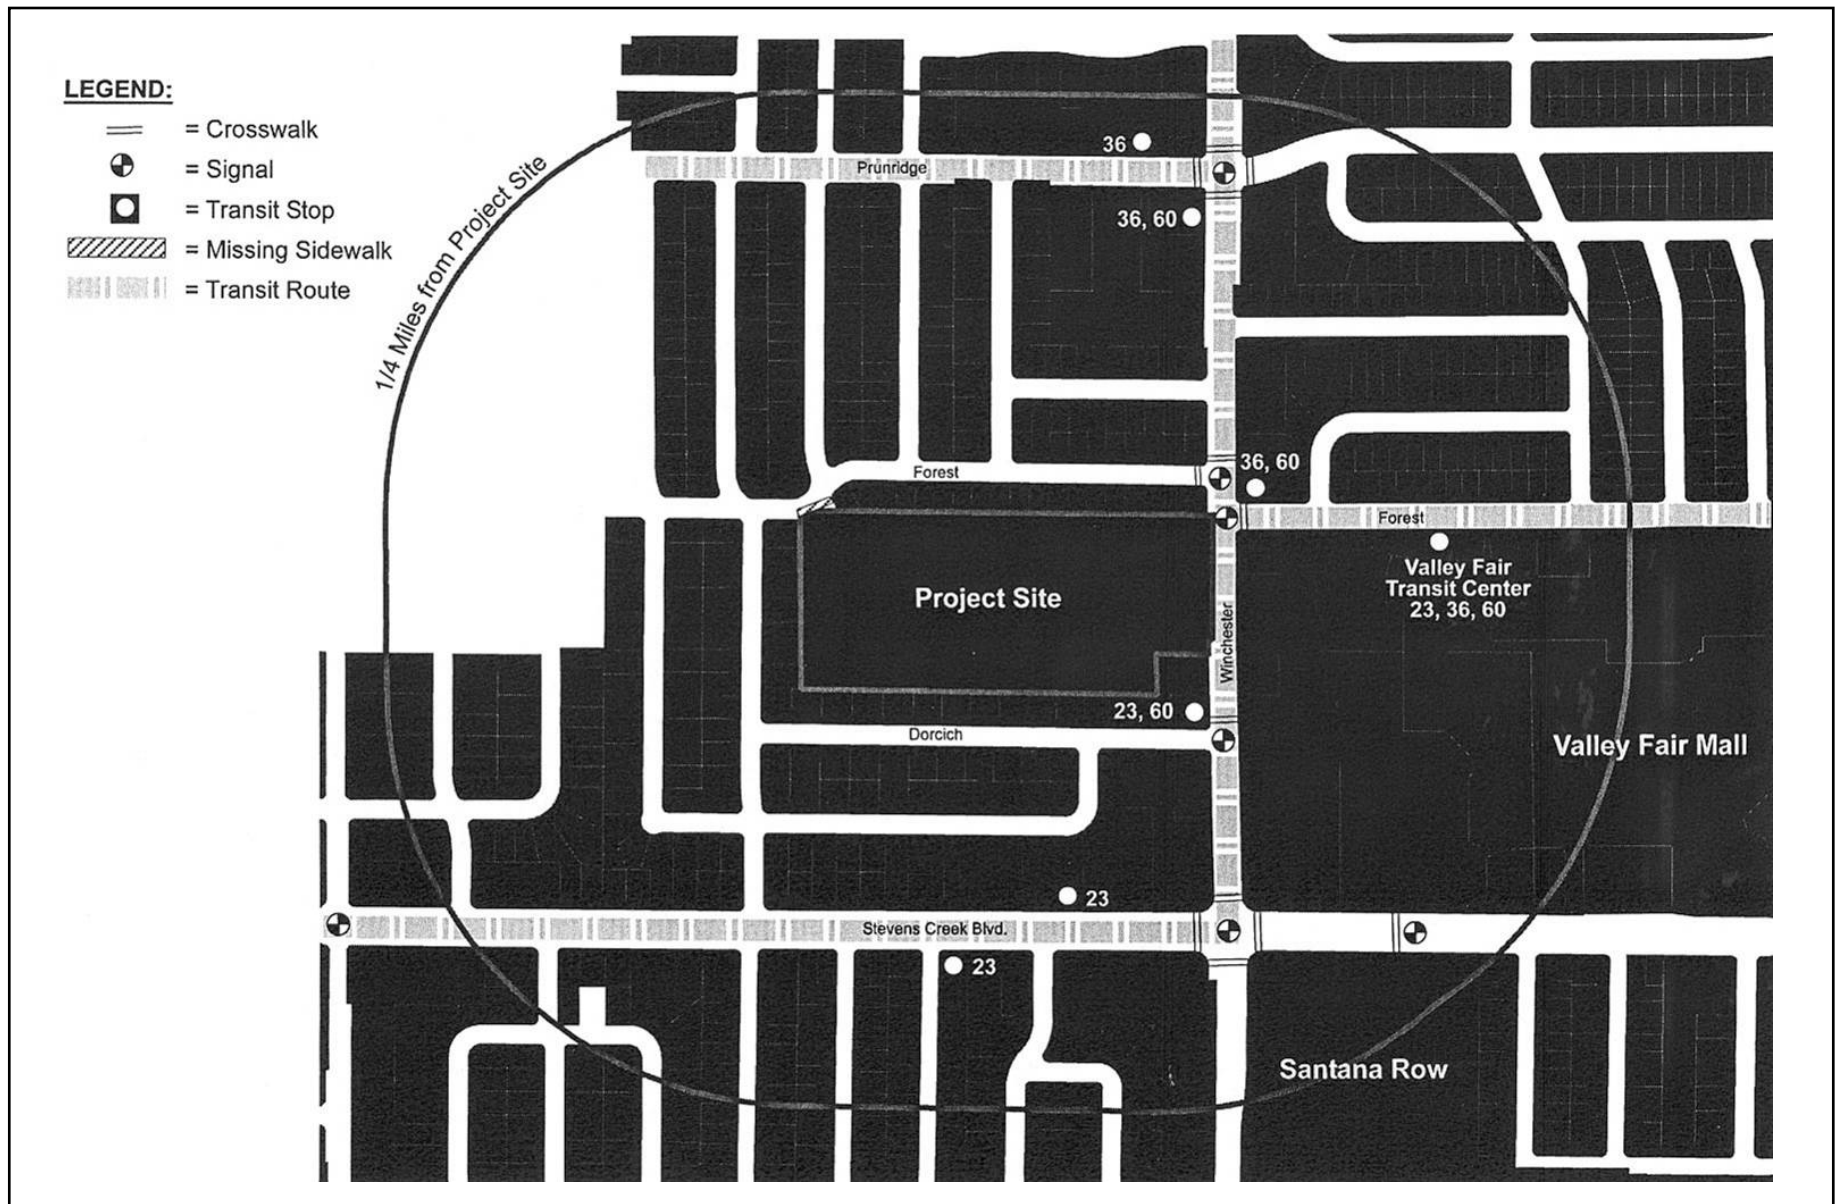 LEGEND:
= Crosswalk
= Signal
= Transit Stop
= Missing Sidewalk
= Transit Route
1/4 Miles from Project Site
36
Prunridge
36, 60
36, 60
Forest
Forest
Valley Fair
Transit Center
23, 36, 60
Project Site
Winchester
23, 60
Dorcich
Valley Fair Mall
23
Stevens Creek Blvd.
23
Santana Row